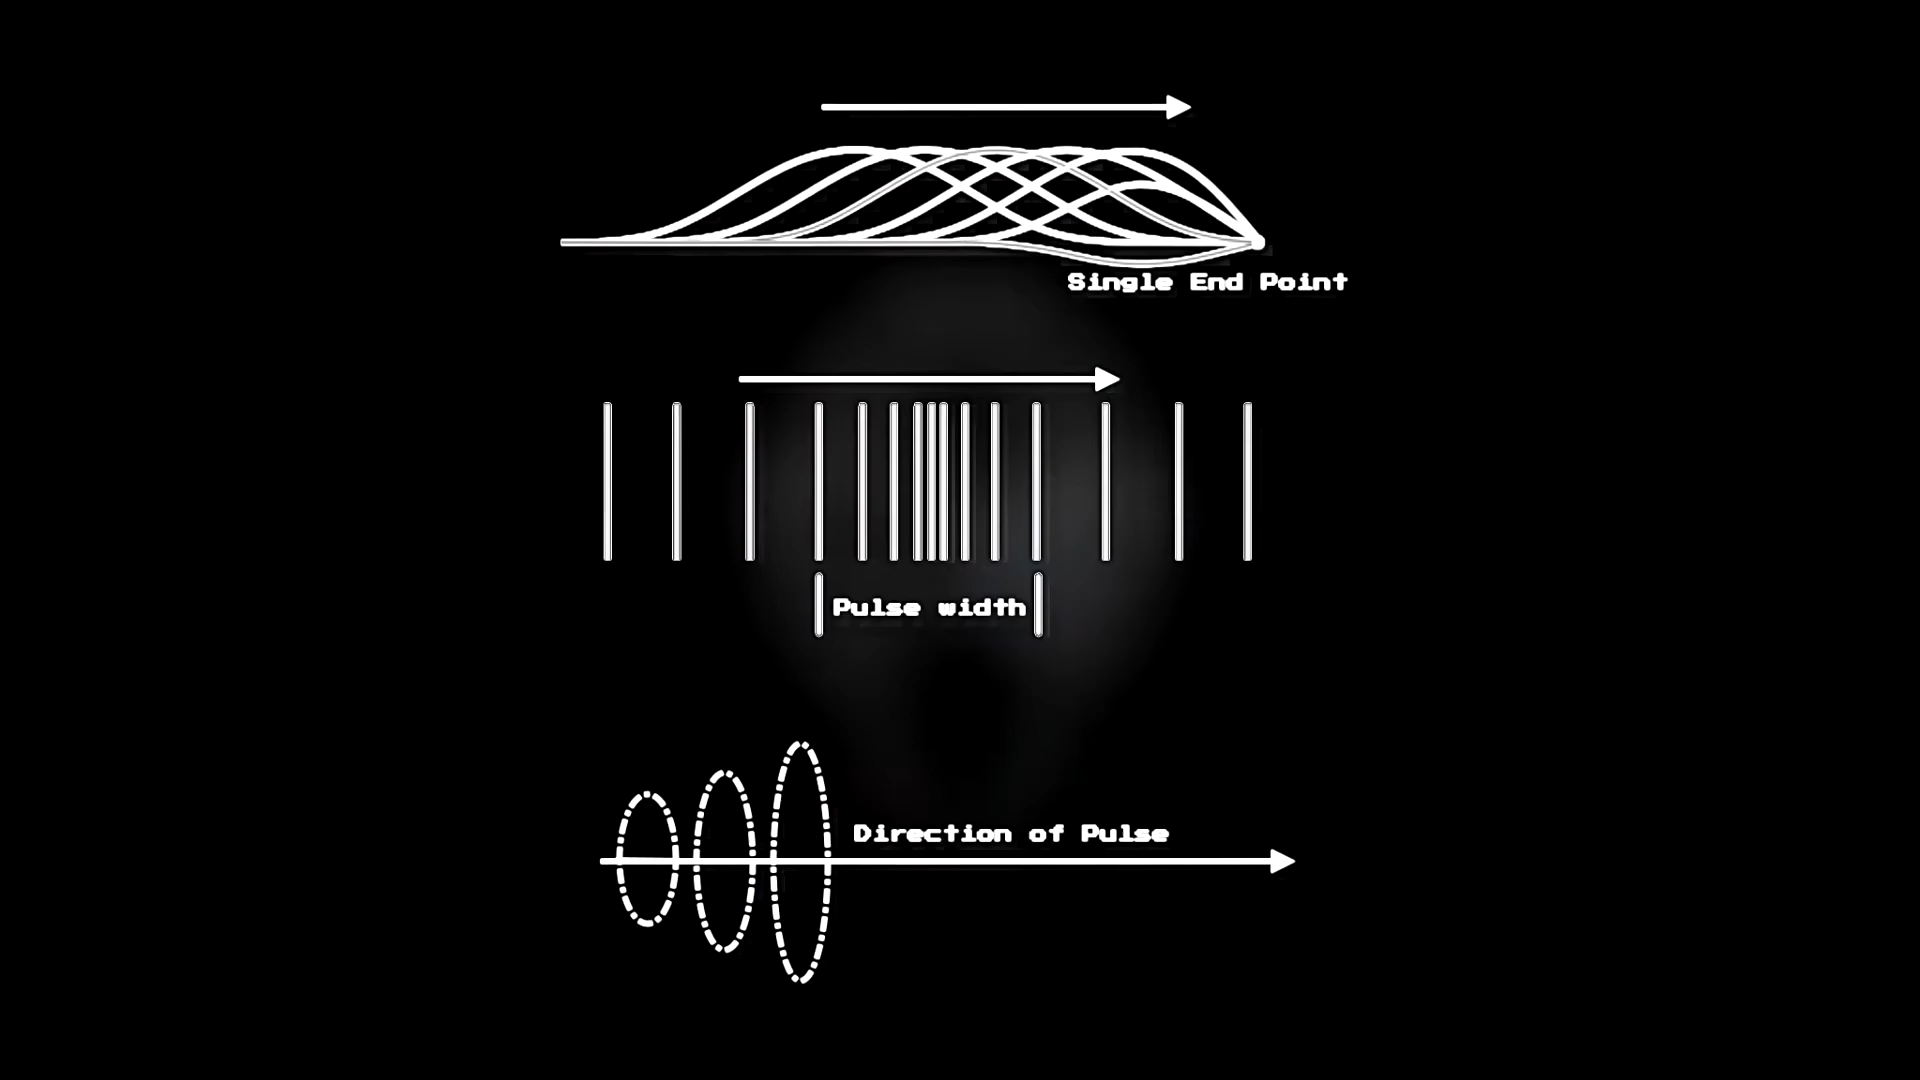 Single End Point
Pulse width
Direction of Pulse